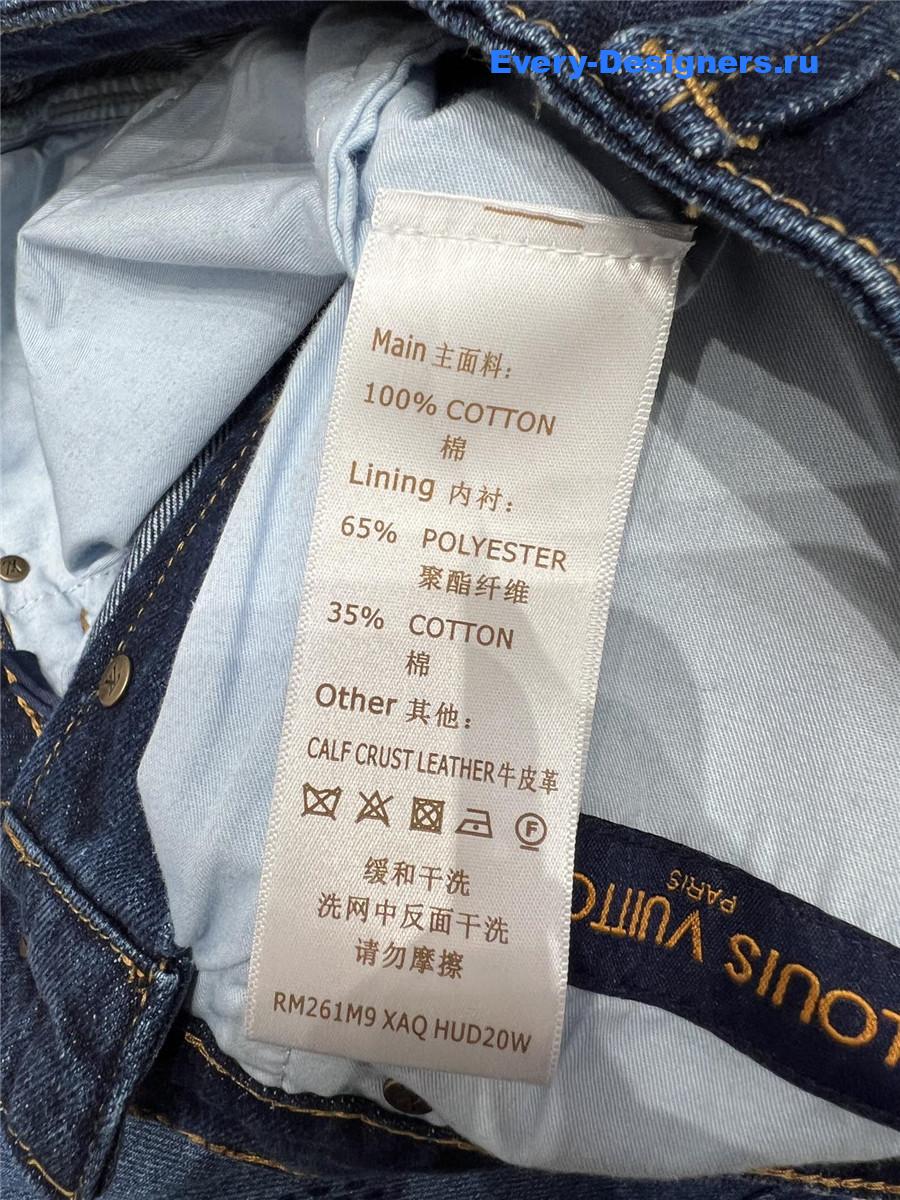 Every-Designers.ru
Main 主面料:
100% COTTON
棉
Lining 内衬:
65% POLYESTER
聚酯纤维
35% COTTON
棉
Other 其他:
CALF CRUST LEATHER牛皮革
F
缓和干洗
洗网中反面干洗
请勿摩擦
RM261M9 XAQ HUD20W
LOUIS VUITTO
PARIS